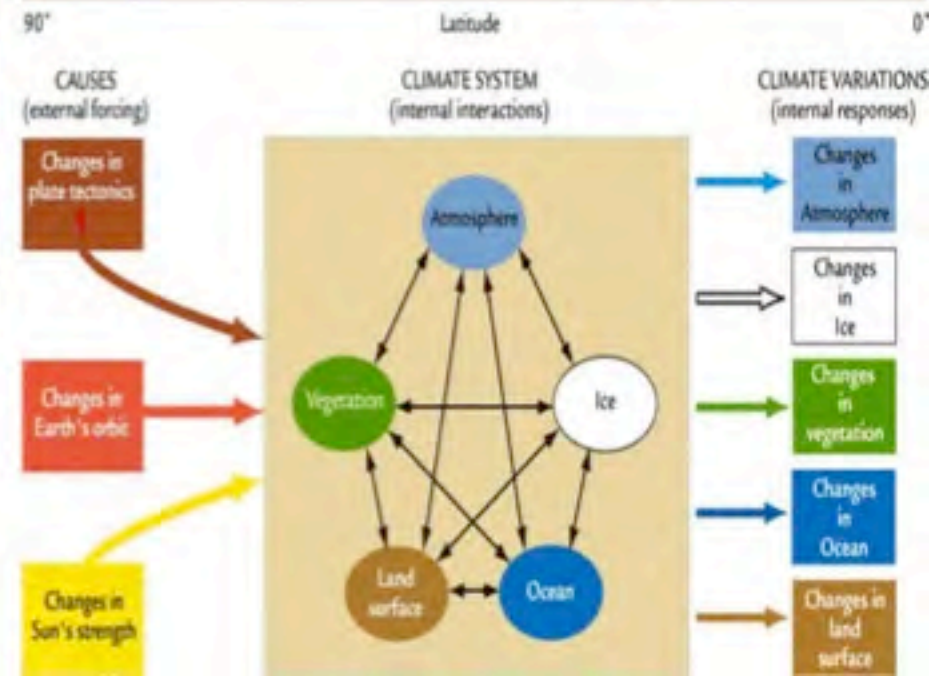 90°
Latitude
0°
CAUSES
(external forcing)
CLIMATE SYSTEM
(internal interactions)
CLIMATE VARIATIONS
(internal responses)
Changes in
plate tectonics
Changes in
Earth's orbit
Changes in
Sun's strength
Atmosphere
Vegetation
Ice
Land
surface
Ocean
Changes
in
Atmosphere
Changes
in
Ice
Changes
in
vegetation
Changes
in
Ocean
Changes in
land
surface